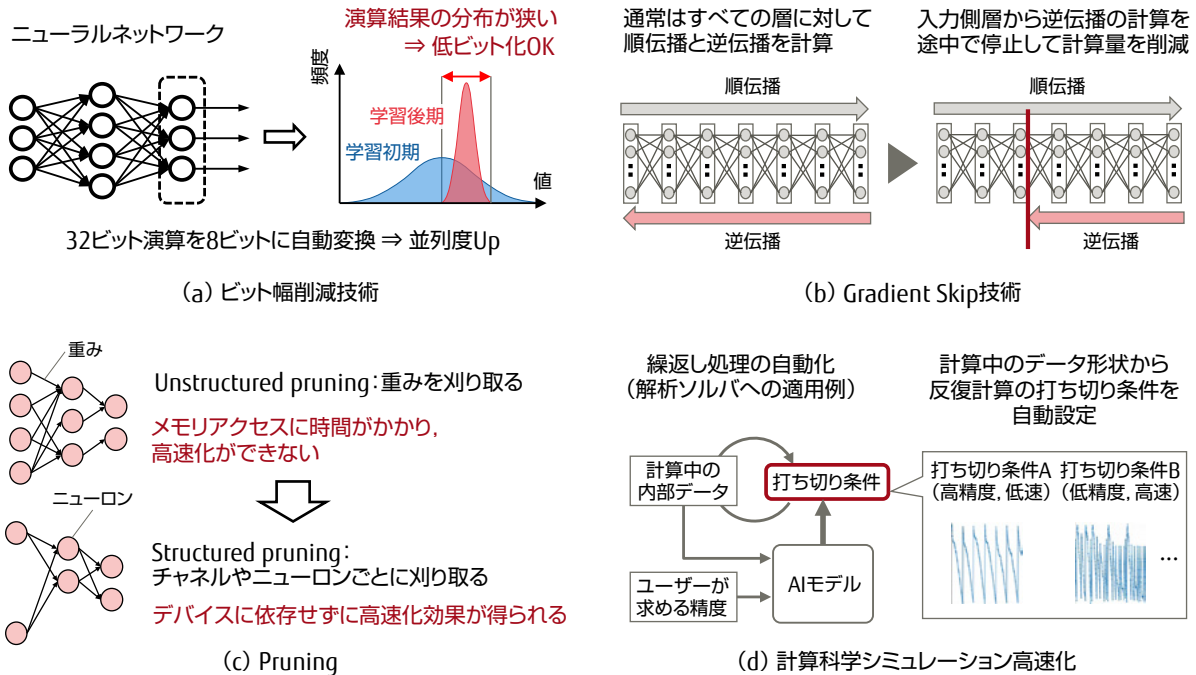 ニューラルネットワーク
演算結果の分布が狭い
⇒ 低ビット化OK
頻度
学習後期
学習初期
値
32ビット演算を8ビットに自動変換 ⇒ 並列度Up
(a) ビット幅削減技術
通常はすべての層に対して
順伝播と逆伝播を計算
順伝播
逆伝播
入力側層から逆伝播の計算を
途中で停止して計算量を削減
順伝播
逆伝播
(b) Gradient Skip技術
重み
Unstructured pruning：重みを刈り取る
メモリアクセスに時間がかかり，
高速化ができない
ニューロン
Structured pruning：
チャネルやニューロンごとに刈り取る
デバイスに依存せずに高速化効果が得られる
(c) Pruning
繰返し処理の自動化
（解析ソルバへの適用例）
計算中の
内部データ
打ち切り条件
ユーザーが
求める精度
AIモデル
計算中のデータ形状から
反復計算の打ち切り条件を
自動設定
打ち切り条件A
（高精度，低速）
打ち切り条件B
（低精度，高速）
…
(d) 計算科学シミュレーション高速化